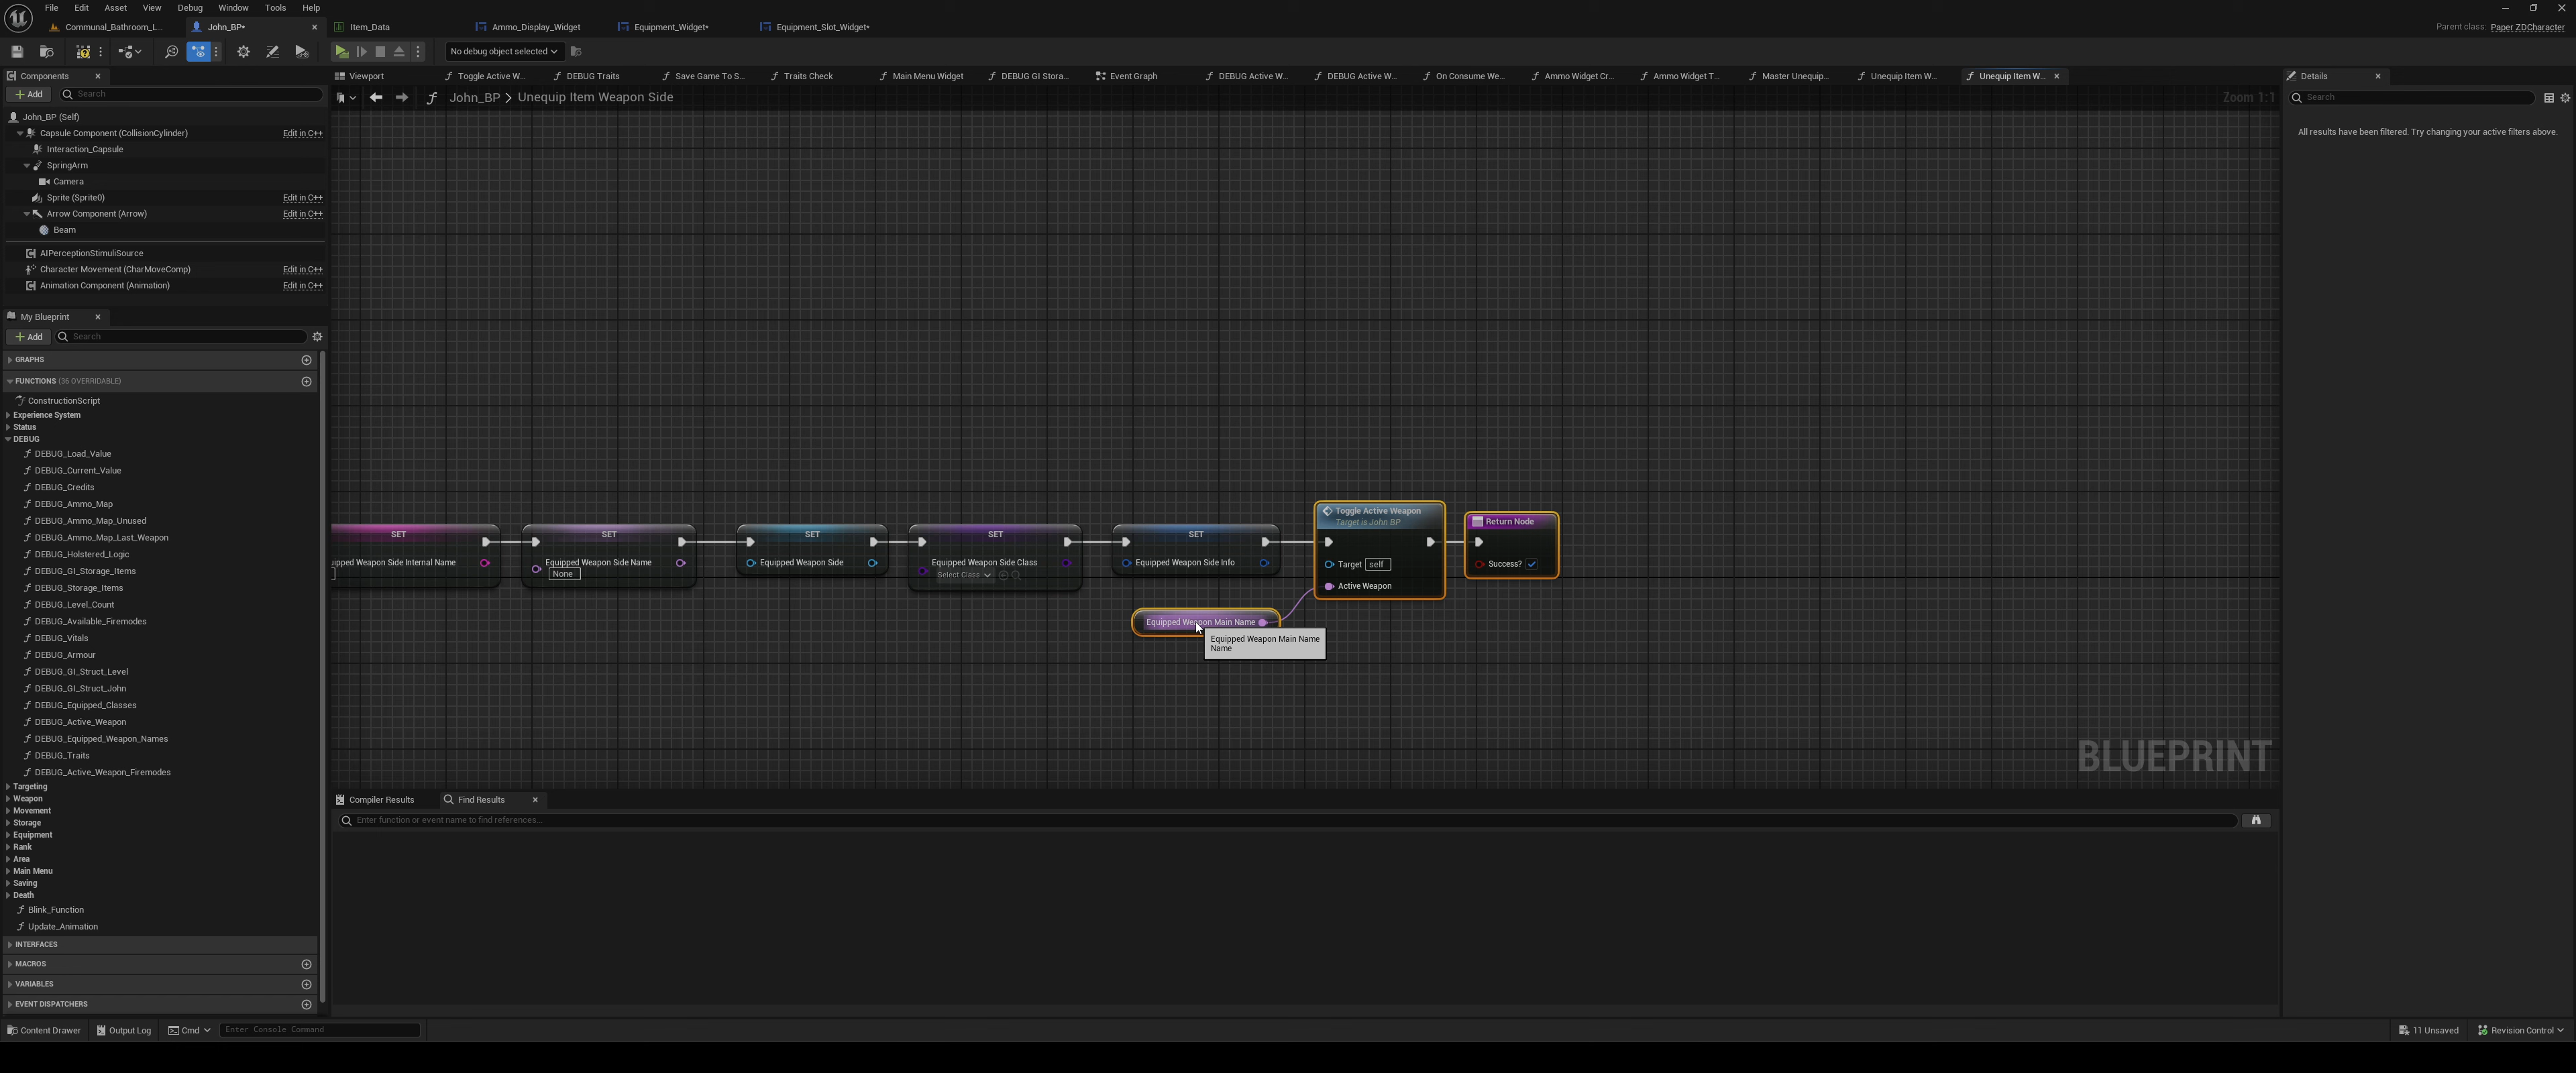 File Edit Asset View Debug Window Tools Help
Communal_Bathroom_L... John_BP* Item_Data Ammo_Display_Widget Equipment_Widget* Equipment_Slot_Widget* Parent class: Paper ZDCharacter
No debug object selected
Components Viewport Toggle Active W... DEBUG Traits Save Game To S... Traits Check Main Menu Widget DEBUG GI Stora... Event Graph DEBUG Active W... DEBUG Active W... On Consume We... Ammo Widget Cr... Ammo Widget T... Master Unequip... Unequip Item W... Unequip Item W... Details
Add Search John_BP > Unequip Item Weapon Side Zoom 1:1 Search
All results have been filtered. Try changing your active filters above.
John_BP (Self)
Capsule Component (CollisionCylinder) Edit in C++
Interaction_Capsule
SpringArm
Camera
Sprite (Sprite0) Edit in C++
Arrow Component (Arrow) Edit in C++
Beam
AIPerceptionStimuliSource
Character Movement (CharMoveComp) Edit in C++
Animation Component (Animation) Edit in C++
My Blueprint
Add Search
GRAPHS
FUNCTIONS (36 OVERRIDABLE)
ConstructionScript
Experience System
Status
DEBUG
DEBUG_Load_Value
DEBUG_Current_Value
DEBUG_Credits
DEBUG_Ammo_Map
DEBUG_Ammo_Map_Unused
DEBUG_Ammo_Map_Last_Weapon
DEBUG_Holstered_Logic
DEBUG_GI_Storage_Items
DEBUG_Storage_Items
DEBUG_Level_Count
DEBUG_Available_Firemodes
DEBUG_Vitals
DEBUG_Armour
DEBUG_GI_Struct_Level
DEBUG_GI_Struct_John
DEBUG_Equipped_Classes
DEBUG_Active_Weapon
DEBUG_Equipped_Weapon_Names
DEBUG_Traits
DEBUG_Active_Weapon_Firemodes
Targeting
Weapon
Movement
Storage
Equipment
Rank
Area
Main Menu
Saving
Death
Blink_Function
Update_Animation
INTERFACES
MACROS
VARIABLES
EVENT DISPATCHERS
SET
ipped Weapon Side Internal Name
SET
Equipped Weapon Side Name
None
SET
Equipped Weapon Side
SET
Equipped Weapon Side Class
Select Class
SET
Equipped Weapon Side Info
Toggle Active Weapon
Target is John BP
Target self
Active Weapon
Return Node
Success?
Equipped Weapon Main Name
Equipped Weapon Main Name
Name
BLUEPRINT
Compiler Results Find Results
Enter function or event name to find references...
Content Drawer Output Log Cmd Enter Console Command 11 Unsaved Revision Control